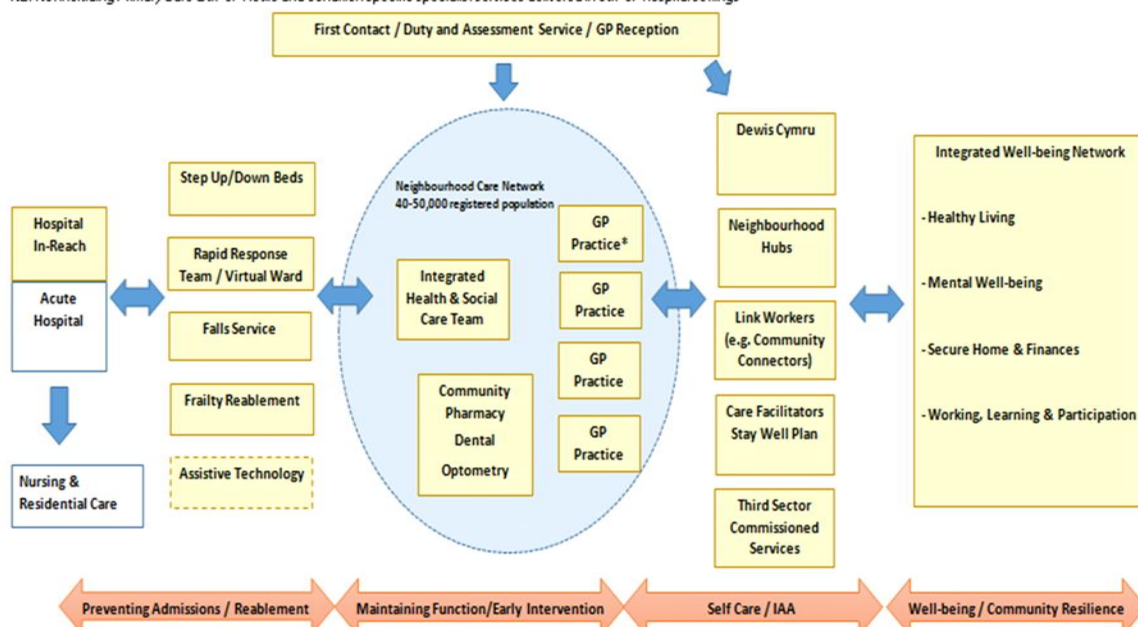 First Contact / Duty and Assessment Service / GP Reception
Hospital
In-Reach
Acute
Hospital
Nursing &
Residential Care
Step Up/Down Beds
Rapid Response
Team / Virtual Ward
Falls Service
Frailty Reablement
Assistive Technology
Neighbourhood Care Network
40-50,000 registered population
Integrated
Health & Social
Care Team
Community
Pharmacy
Dental
Optometry
GP
Practice*
GP
Practice
GP
Practice
GP
Practice
Dewis Cymru
Neighbourhood
Hubs
Link Workers
(e.g. Community
Connectors)
Care Facilitators
Stay Well Plan
Third Sector
Commissioned
Services
Integrated Well-being Network
- Healthy Living
- Mental Well-being
- Secure Home & Finances
- Working, Learning & Participation
Preventing Admissions / Reablement
Maintaining Function/Early Intervention
Self Care / IAA
Well-being / Community Resilience